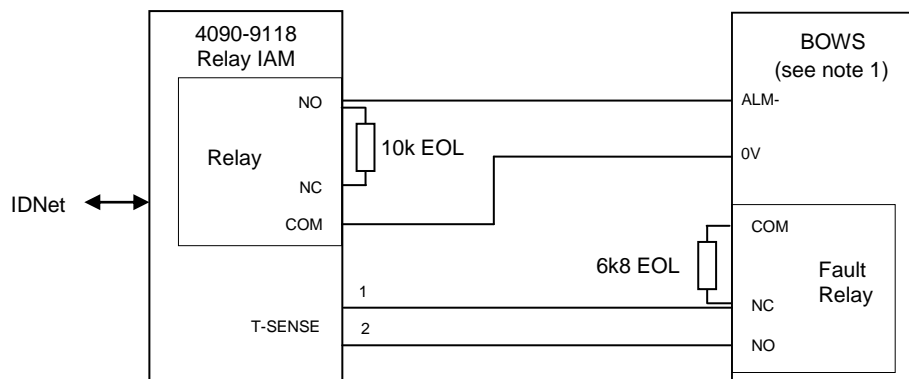 4090-9118
Relay IAM
BOWS
(see note 1)
NO
ALM-
Relay
10k EOL
0V
NC
IDNet
COM
COM
6k8 EOL
Fault
Relay
1
NC
T-SENSE
2
NO